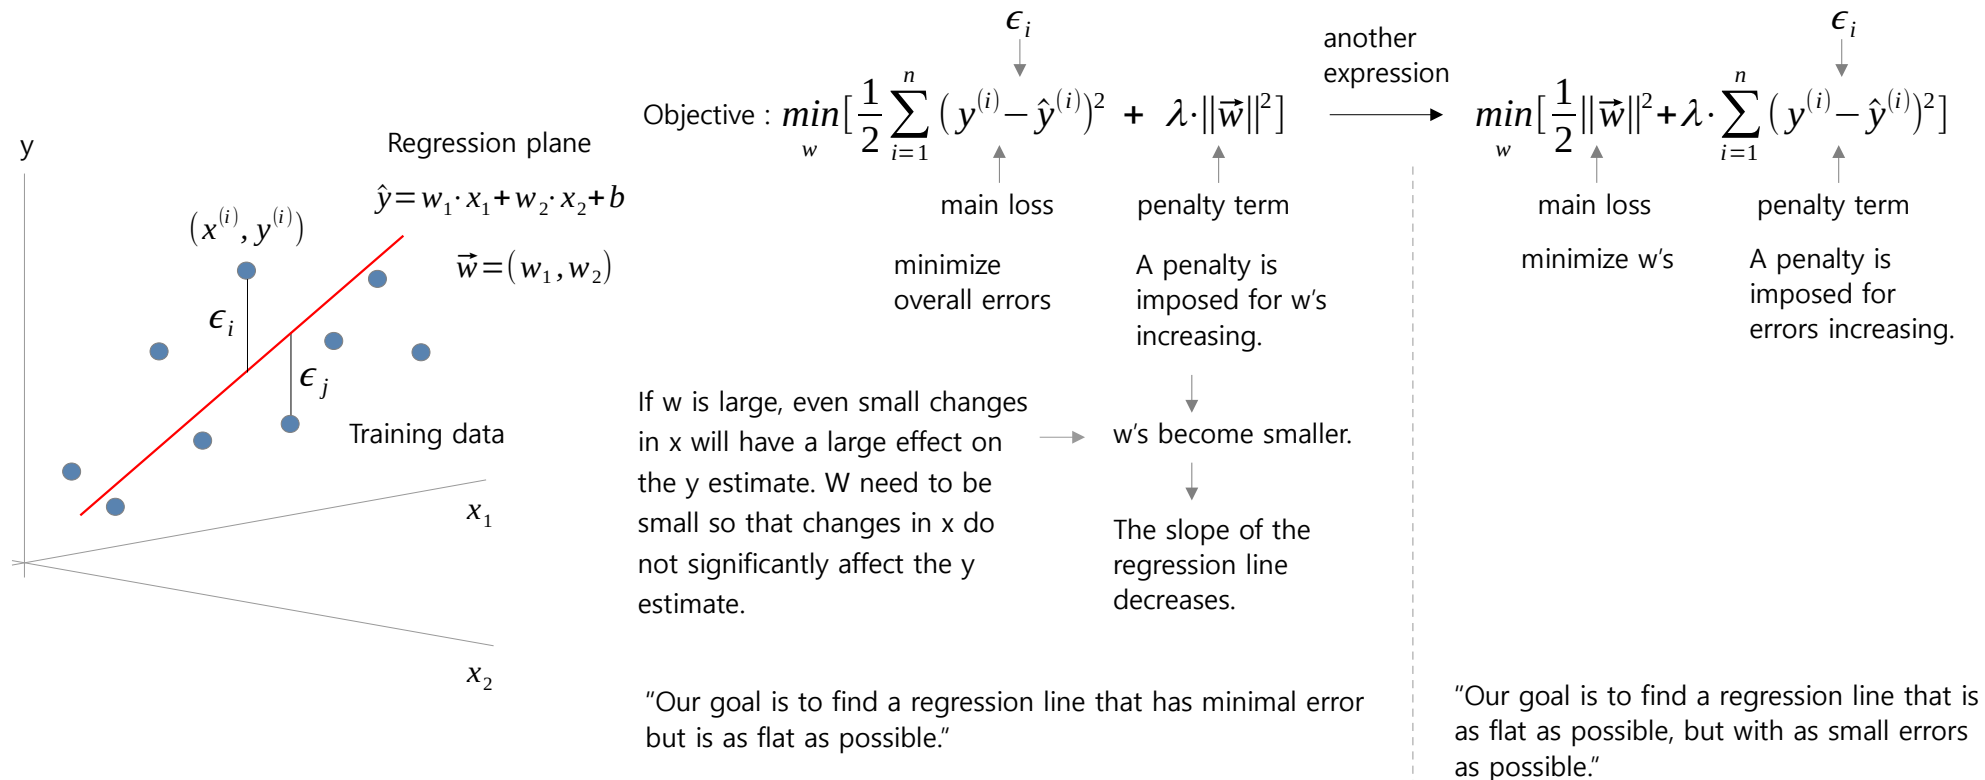 y
Regression plane
ŷ = w₁·x₁ + w₂·x₂ + b
(x⁽ⁱ⁾, y⁽ⁱ⁾)
w⃗ = (w₁, w₂)
ϵᵢ
ϵⱼ
Training data
x₁
x₂
ϵᵢ
Objective : min_w [ 1/2 ∑_{i=1}^{n} (y⁽ⁱ⁾ − ŷ⁽ⁱ⁾)² + λ·||w⃗||² ]
main loss
penalty term
minimize
overall errors
A penalty is
imposed for w's
increasing.
If w is large, even small changes
in x will have a large effect on
the y estimate. W need to be
small so that changes in x do
not significantly affect the y
estimate.
w's become smaller.
The slope of the
regression line
decreases.
"Our goal is to find a regression line that has minimal error
but is as flat as possible."
another
expression
ϵᵢ
min_w [ 1/2 ||w⃗||² + λ·∑_{i=1}^{n} (y⁽ⁱ⁾ − ŷ⁽ⁱ⁾)² ]
main loss
penalty term
minimize w's
A penalty is
imposed for
errors increasing.
"Our goal is to find a regression line that is
as flat as possible, but with as small errors
as possible."